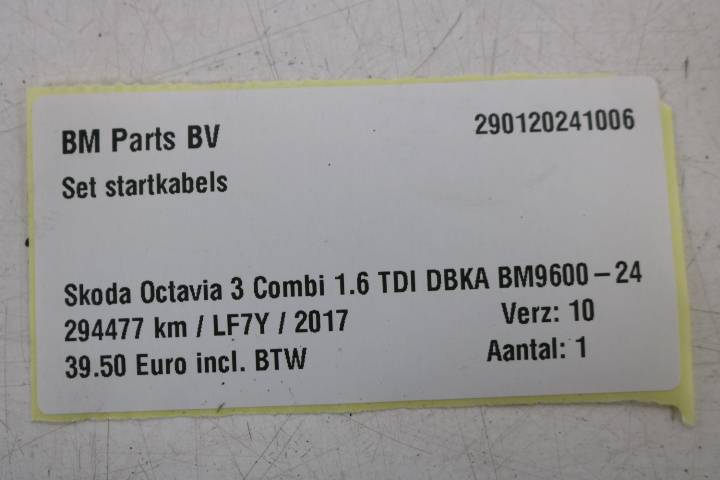 BM Parts BV 290120241006
Set startkabels
Skoda Octavia 3 Combi 1.6 TDI DBKA BM9600-24
294477 km / LF7Y / 2017 Verz: 10
39.50 Euro incl. BTW Aantal: 1